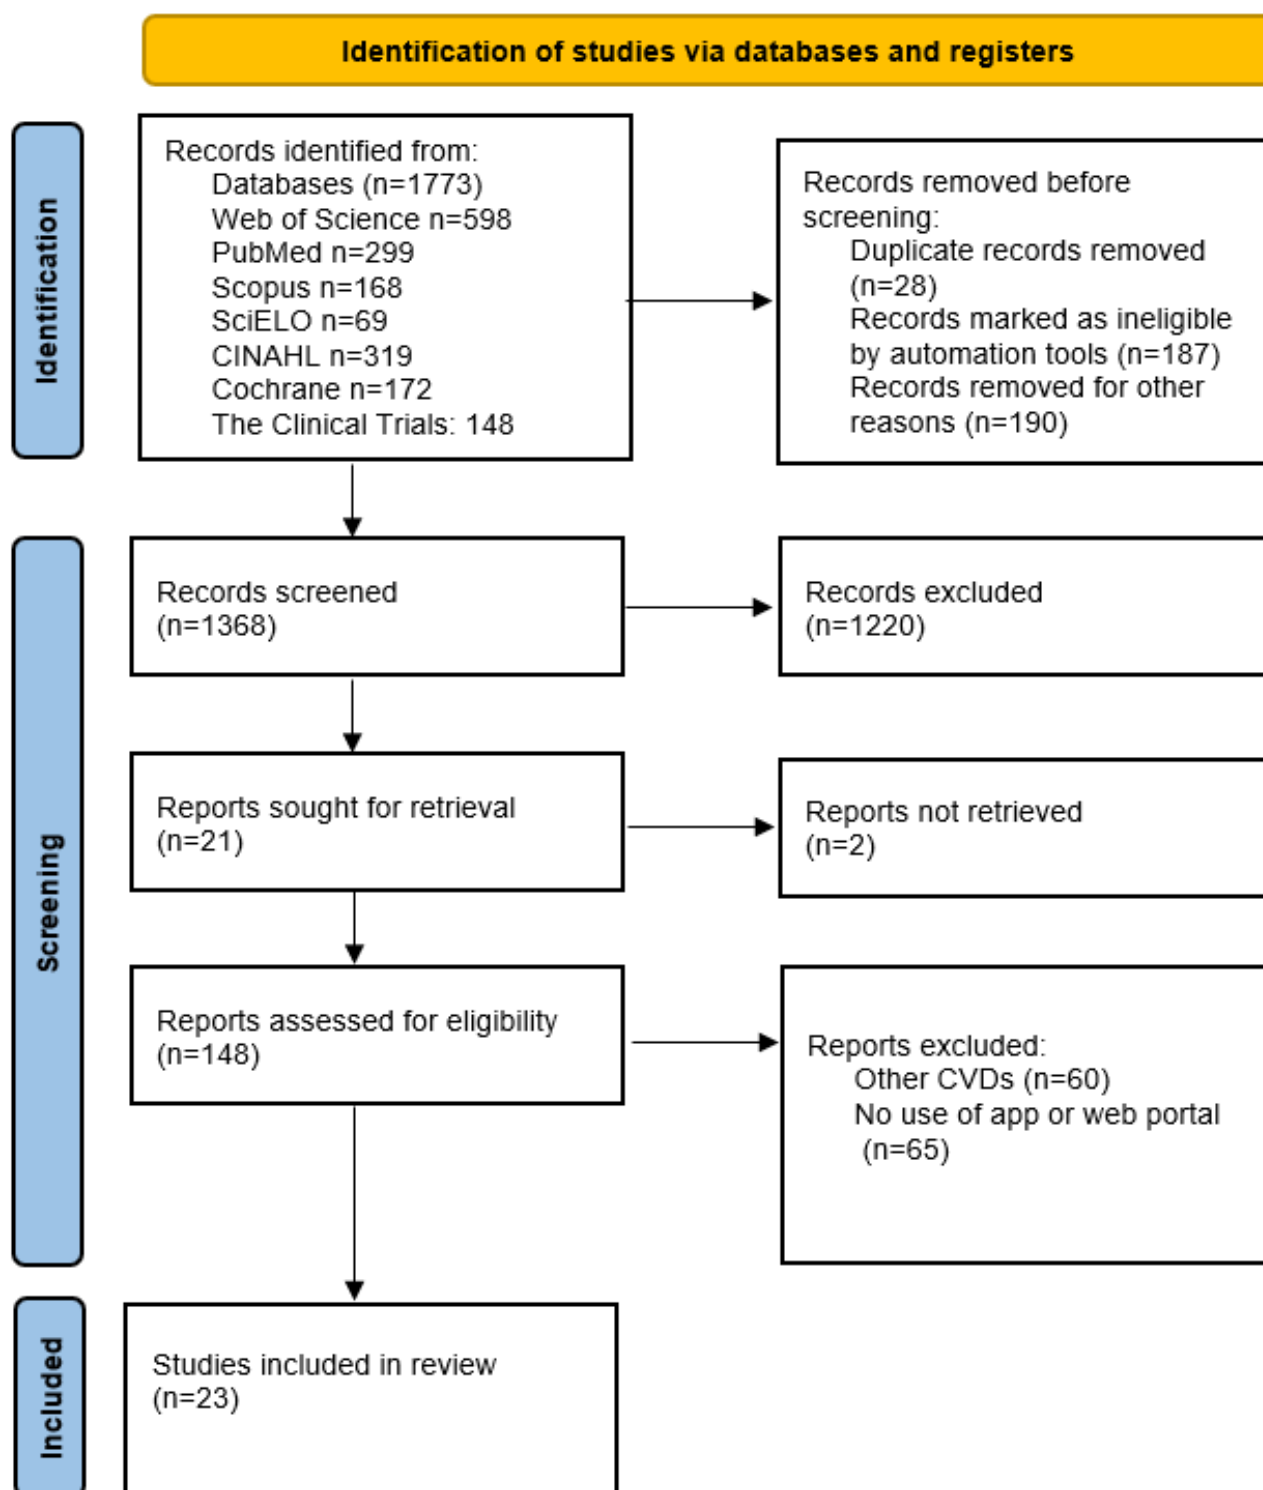 Identification of studies via databases and registers
Identification
Records identified from:
Databases (n=1773)
Web of Science n=598
PubMed n=299
Scopus n=168
SciELO n=69
CINAHL n=319
Cochrane n=172
The Clinical Trials: 148
Records removed before
screening:
Duplicate records removed
(n=28)
Records marked as ineligible
by automation tools (n=187)
Records removed for other
reasons (n=190)
Screening
Records screened
(n=1368)
Records excluded
(n=1220)
Reports sought for retrieval
(n=21)
Reports not retrieved
(n=2)
Reports assessed for eligibility
(n=148)
Reports excluded:
Other CVDs (n=60)
No use of app or web portal
(n=65)
Included
Studies included in review
(n=23)